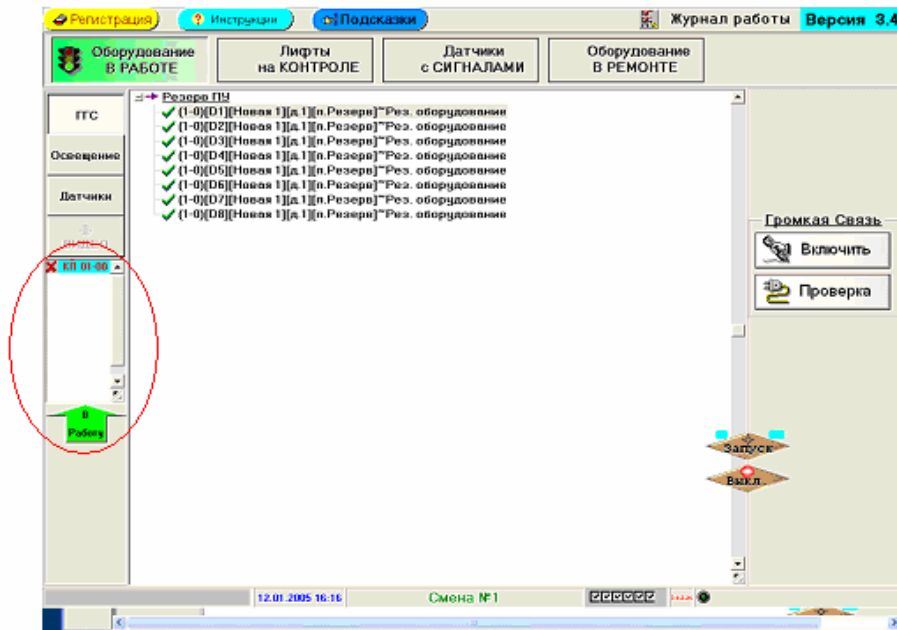 Регистрация
Инструкции
Подсказки
Журнал работы
Версия 3.4
Оборудование
В РАБОТЕ
Лифты
на КОНТРОЛЕ
Датчики
с СИГНАЛАМИ
Оборудование
В РЕМОНТЕ
ГГС
Освещение
Датчики
КП 01-00
В
Работу
Резерв ПУ
(1-0)[D1][Новая 1][д.1][п.Резерв]~Рез. оборудование
(1-0)[D2][Новая 1][д.1][п.Резерв]~Рез. оборудование
(1-0)[D3][Новая 1][д.1][п.Резерв]~Рез. оборудование
(1-0)[D4][Новая 1][д.1][п.Резерв]~Рез. оборудование
(1-0)[D5][Новая 1][д.1][п.Резерв]~Рез. оборудование
(1-0)[D6][Новая 1][д.1][п.Резерв]~Рез. оборудование
(1-0)[D7][Новая 1][д.1][п.Резерв]~Рез. оборудование
(1-0)[D8][Новая 1][д.1][п.Резерв]~Рез. оборудование
Громкая Связь
Включить
Проверка
Запуск
Выкл.
12.01.2005 16:16
Смена №1